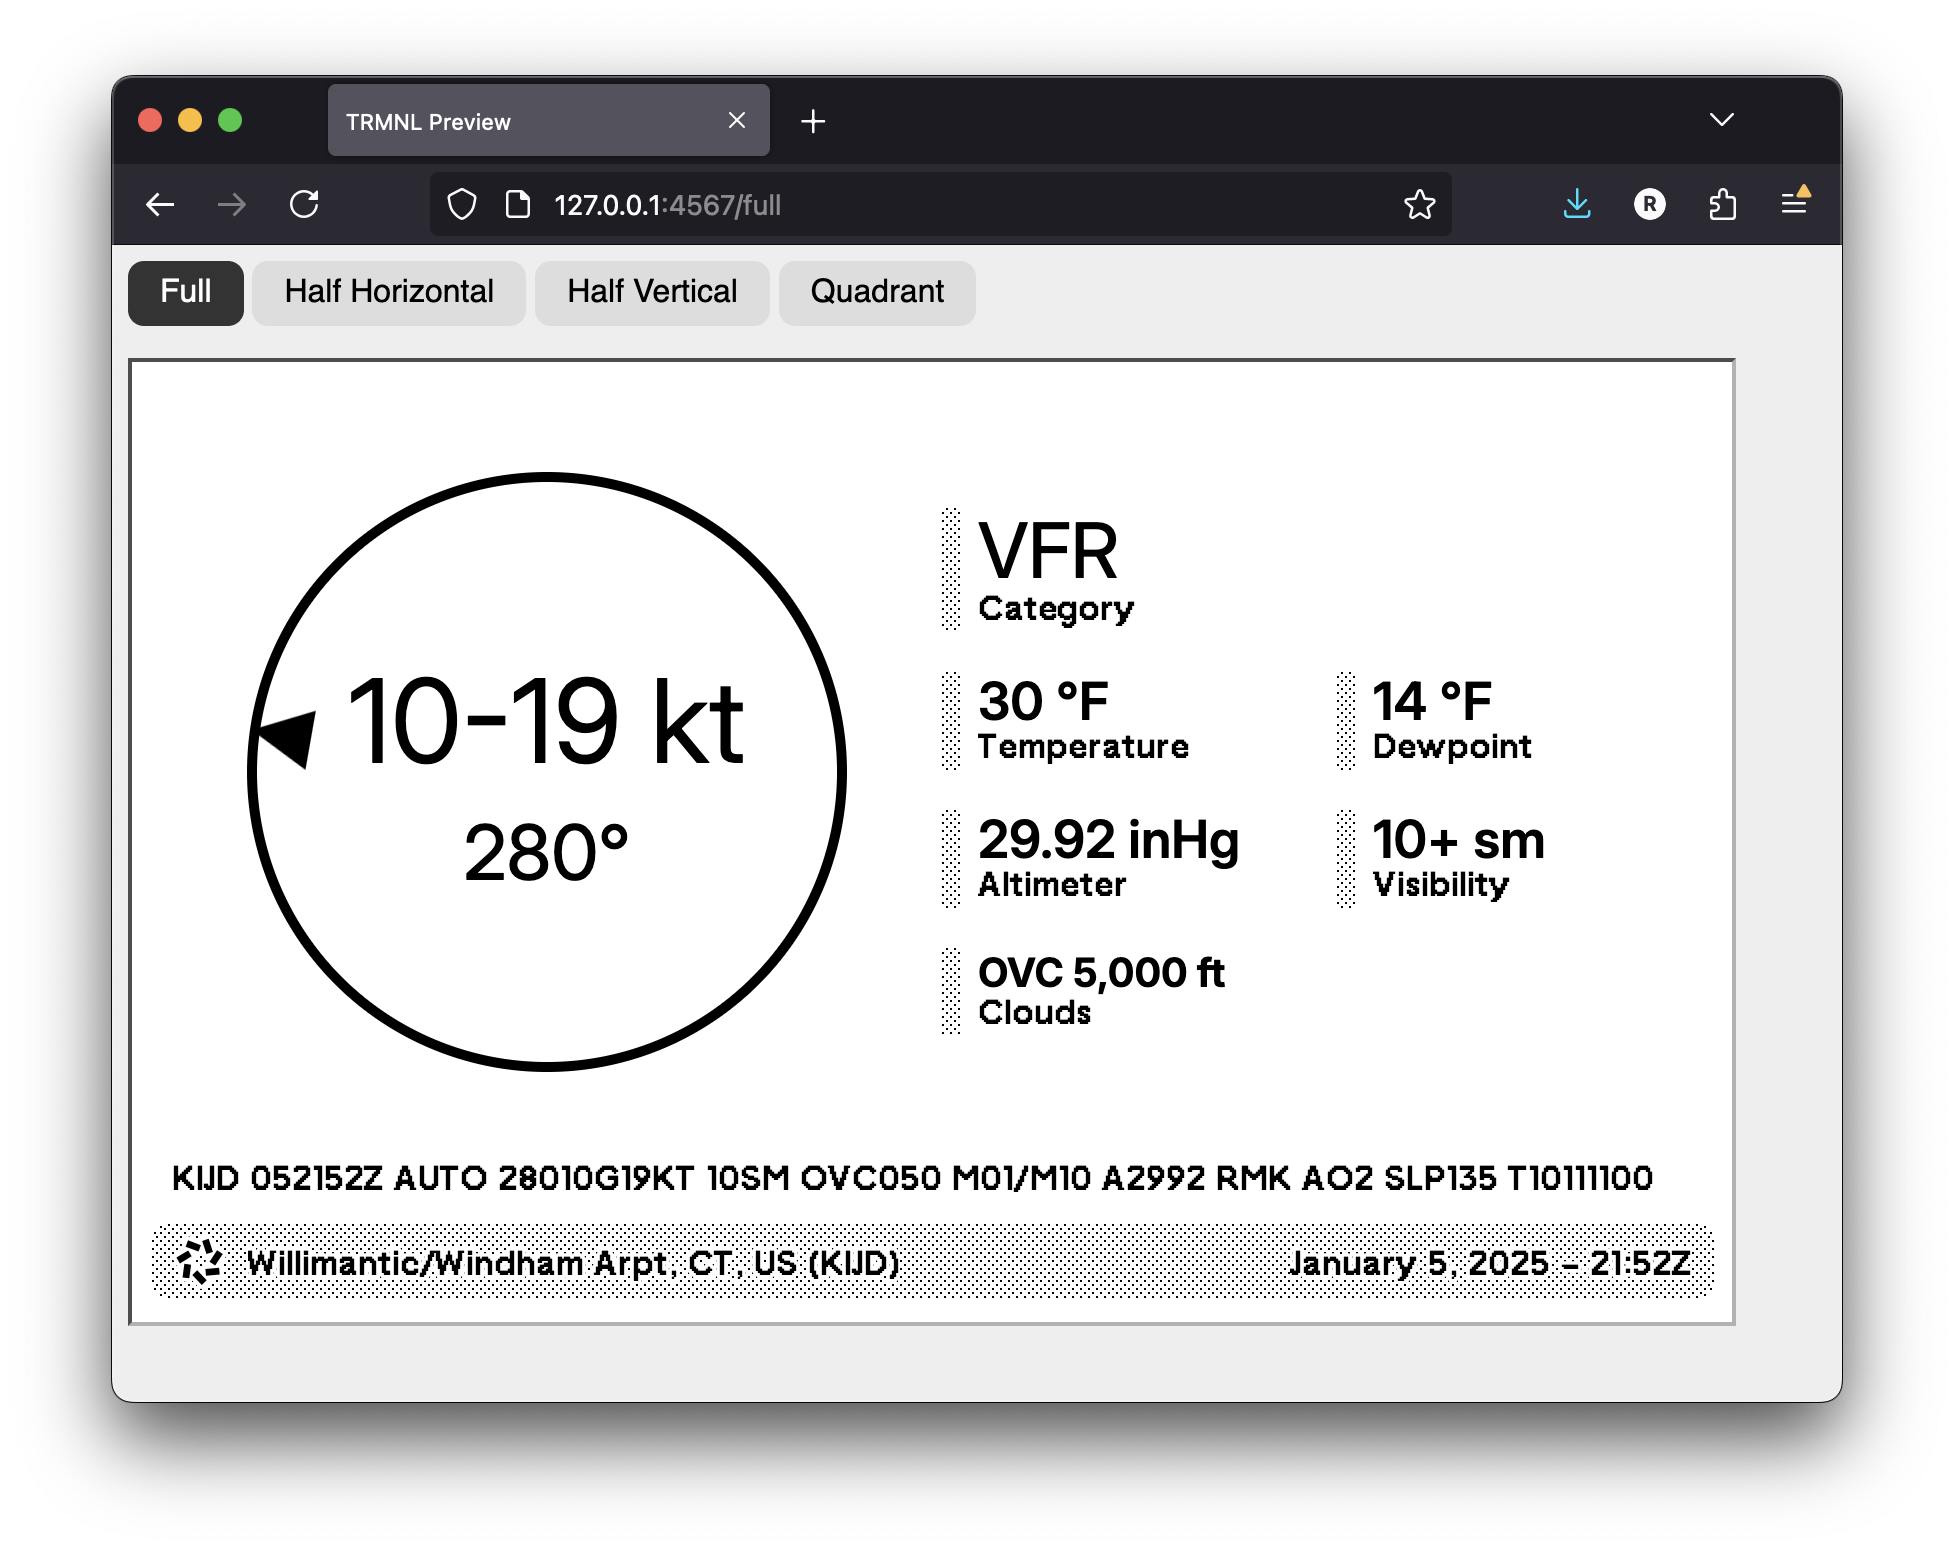 TRMNL Preview
127.0.0.1:4567/full
R
Full Half Horizontal Half Vertical Quadrant
10-19 kt
280°
VFR
Category
30 °F
Temperature
14 °F
Dewpoint
29.92 inHg
Altimeter
10+ sm
Visibility
OVC 5,000 ft
Clouds
KIJD 052152Z AUTO 28010G19KT 10SM OVC050 M01/M10 A2992 RMK AO2 SLP135 T10111100
Willimantic/Windham Arpt, CT, US (KIJD) January 5, 2025 – 21:52Z